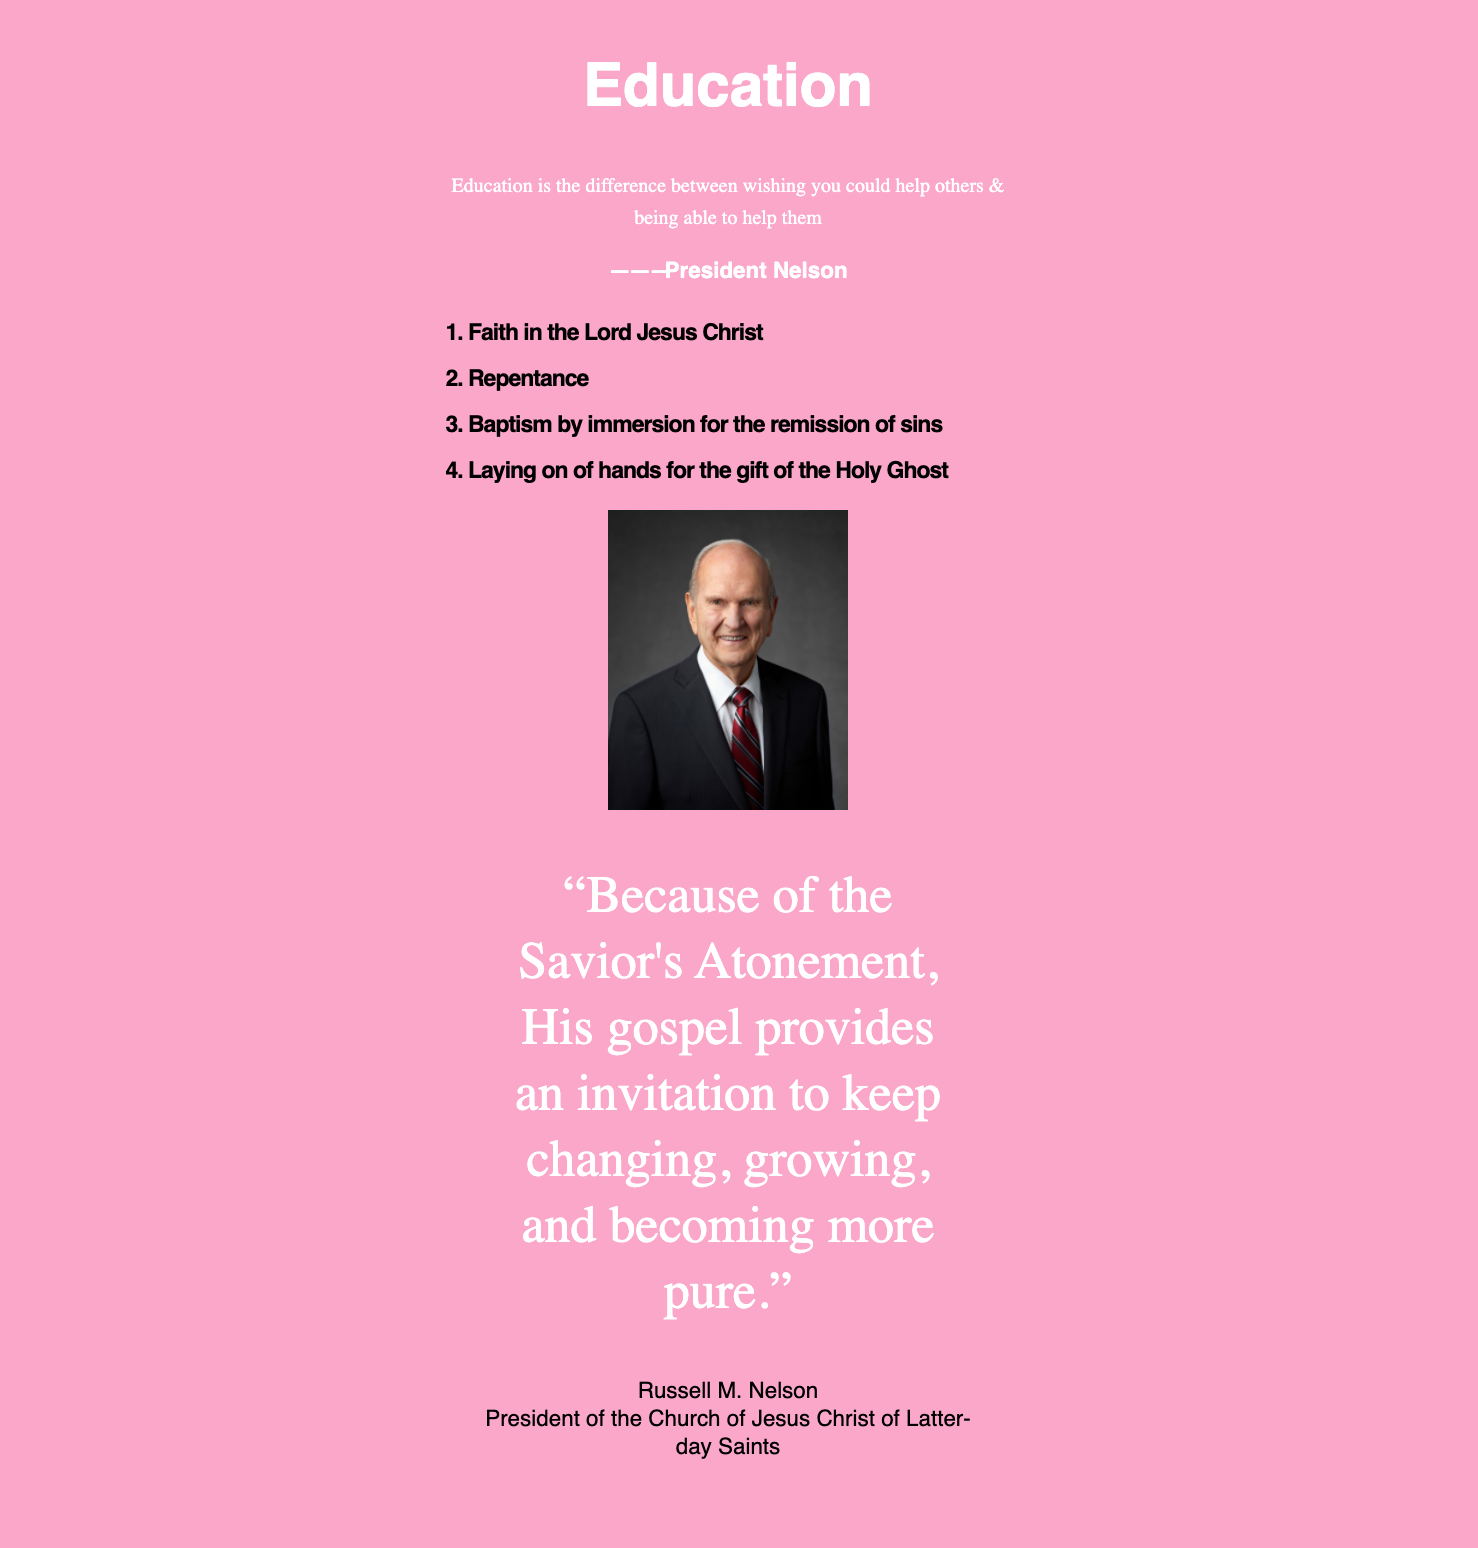 Education
Education is the difference between wishing you could help others &
being able to help them
———President Nelson
1. Faith in the Lord Jesus Christ
2. Repentance
3. Baptism by immersion for the remission of sins
4. Laying on of hands for the gift of the Holy Ghost
“Because of the
Savior's Atonement,
His gospel provides
an invitation to keep
changing, growing,
and becoming more
pure.”
Russell M. Nelson
President of the Church of Jesus Christ of Latter-
day Saints